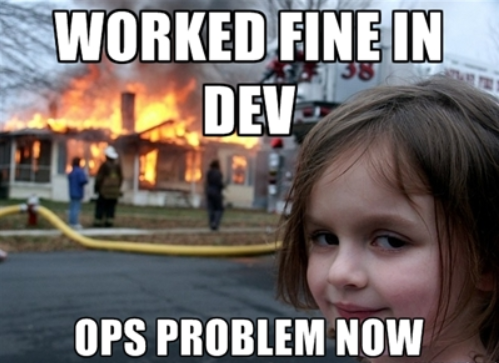 WORKED FINE IN
DEV
38
OPS PROBLEM NOW